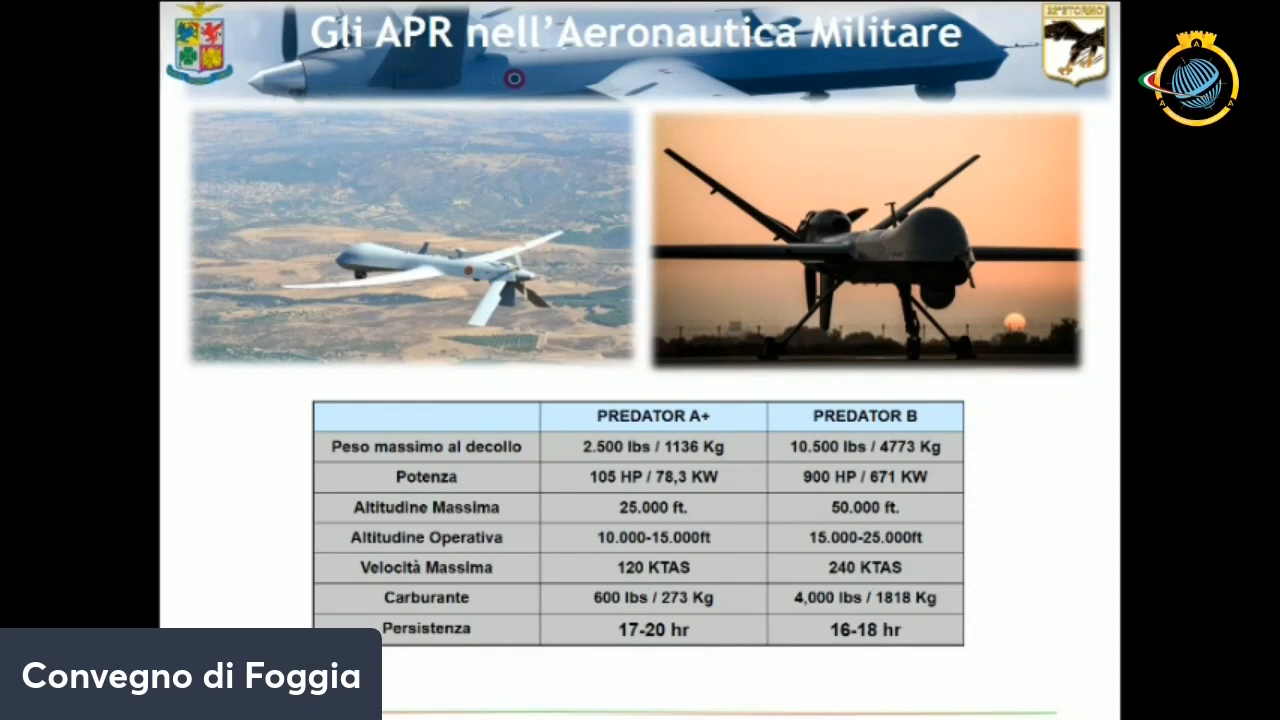 Gli APR nell'Aeronautica Militare
32° STORMO
PREDATOR A+ PREDATOR B
Peso massimo al decollo 2.500 lbs / 1136 Kg 10.500 lbs / 4773 Kg
Potenza 105 HP / 78,3 KW 900 HP / 671 KW
Altitudine Massima 25.000 ft. 50.000 ft.
Altitudine Operativa 10.000-15.000ft 15.000-25.000ft
Velocità Massima 120 KTAS 240 KTAS
Carburante 600 lbs / 273 Kg 4,000 lbs / 1818 Kg
Persistenza 17-20 hr 16-18 hr
Convegno di Foggia